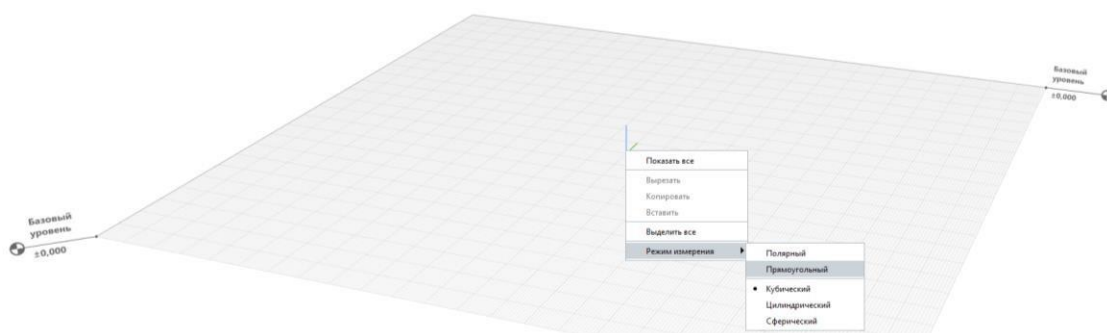 Базовый
уровень
±0,000
Базовый
уровень
±0,000
Показать все
Вырезать
Копировать
Вставить
Выделить все
Режим измерения
Полярный
Прямоугольный
Кубический
Цилиндрический
Сферический